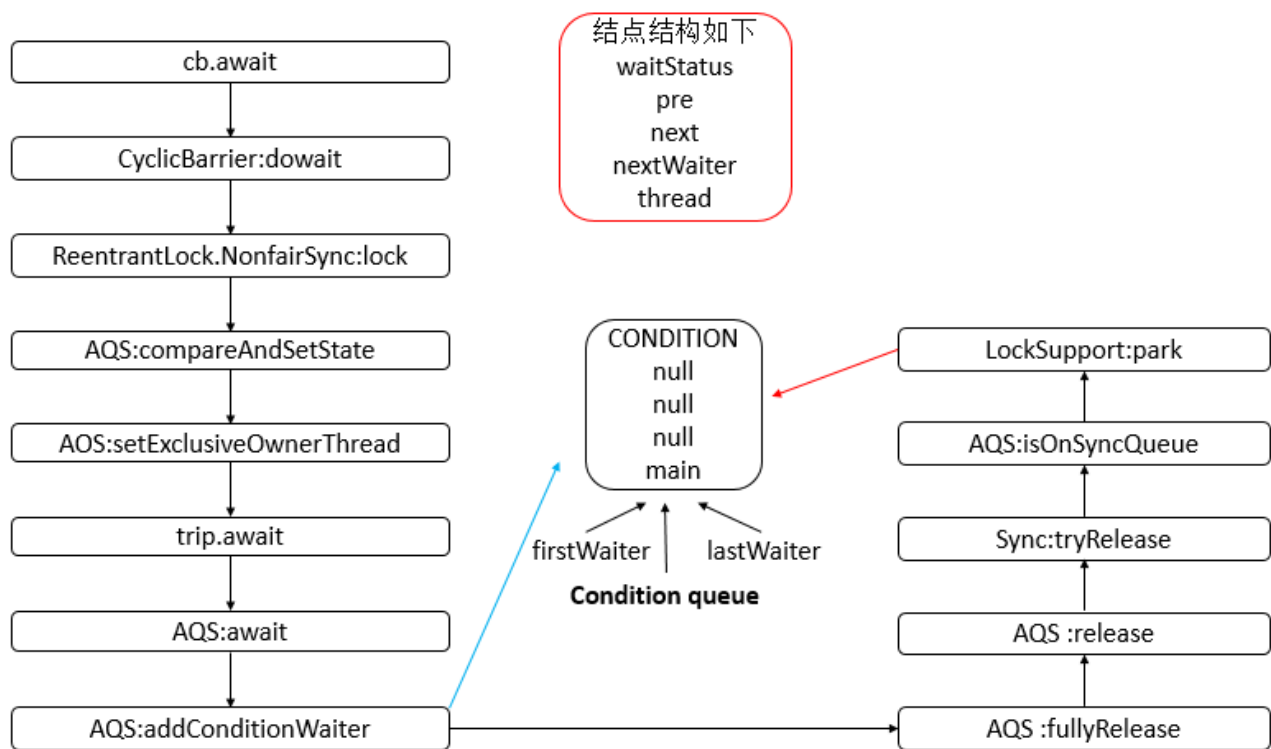 cb.await
CyclicBarrier:dowait
ReentrantLock.NonfairSync:lock
AQS:compareAndSetState
AOS:setExclusiveOwnerThread
trip.await
AQS:await
AQS:addConditionWaiter
结点结构如下
waitStatus
pre
next
nextWaiter
thread
CONDITION
null
null
null
main
firstWaiter
lastWaiter
Condition queue
LockSupport:park
AQS:isOnSyncQueue
Sync:tryRelease
AQS :release
AQS :fullyRelease